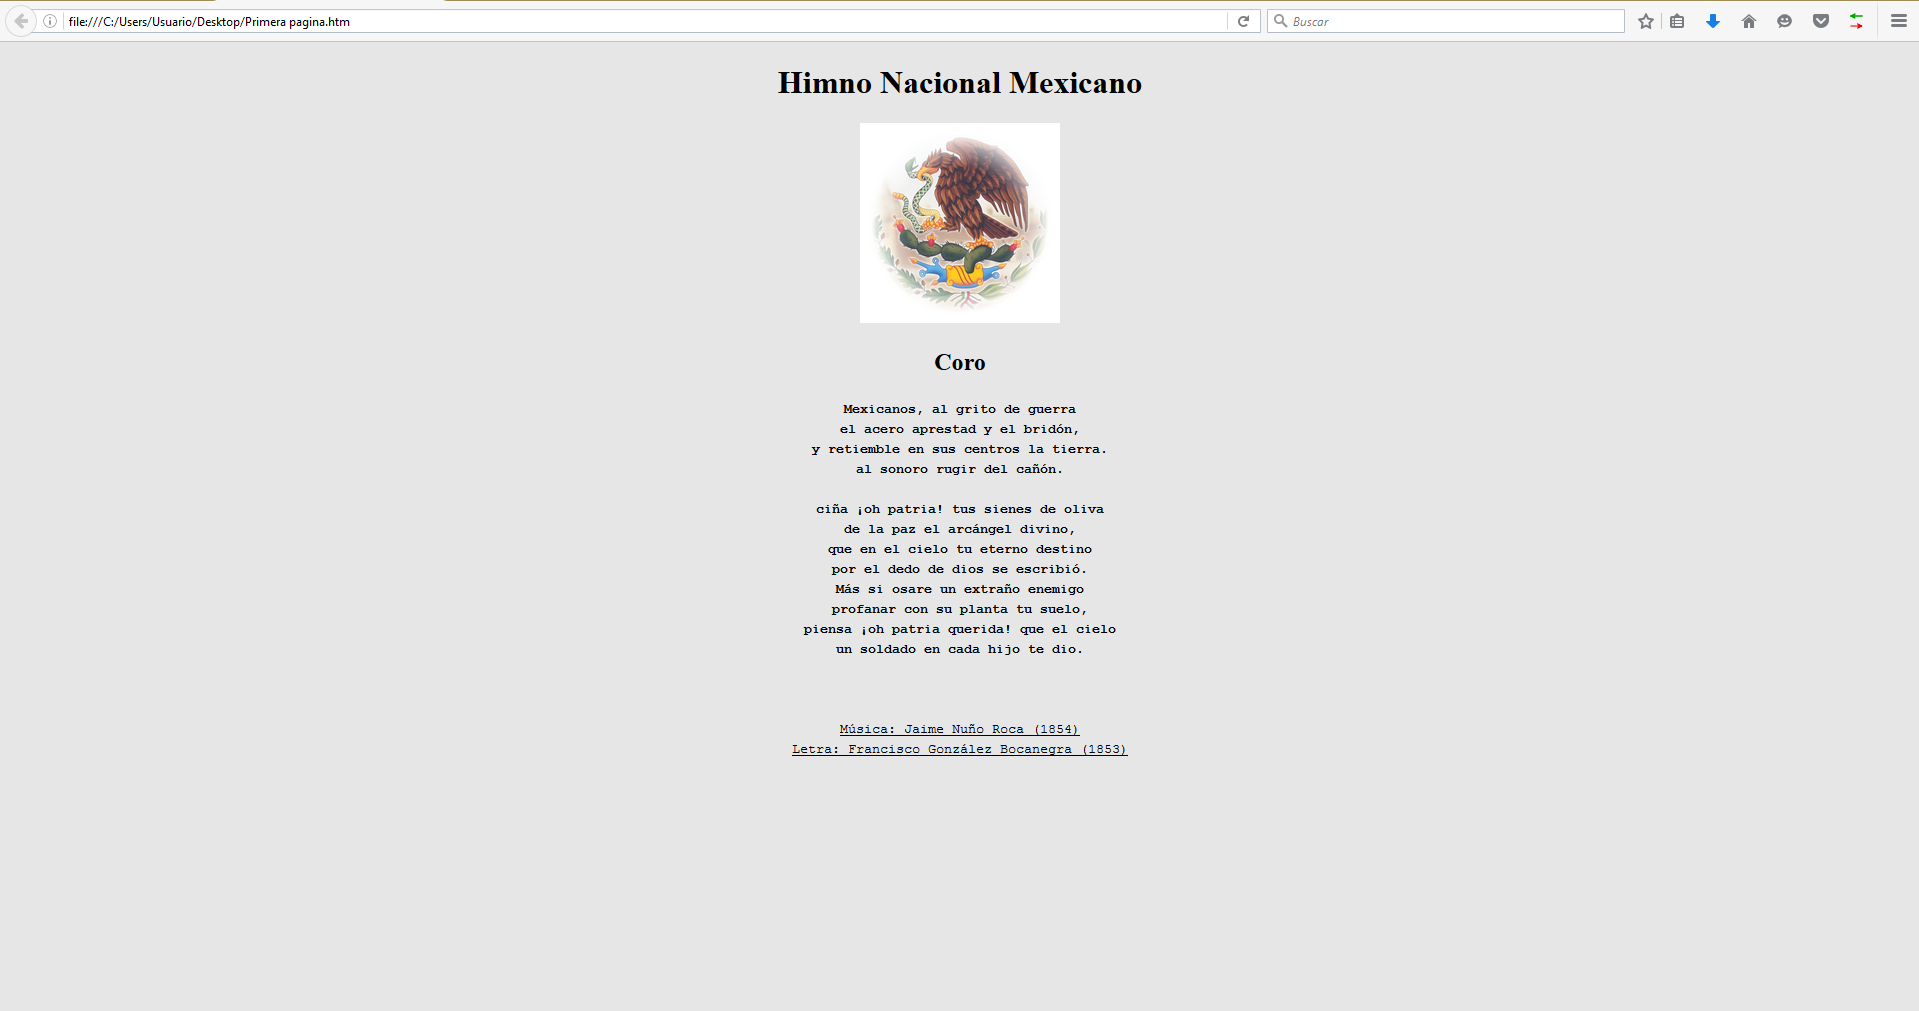 file:///C:/Users/Usuario/Desktop/Primera pagina.htm
Buscar
Himno Nacional Mexicano
Coro
Mexicanos, al grito de guerra
el acero aprestad y el bridón,
y retiemble en sus centros la tierra.
al sonoro rugir del cañón.
ciña ¡oh patria! tus sienes de oliva
de la paz el arcángel divino,
que en el cielo tu eterno destino
por el dedo de dios se escribió.
Más si osare un extraño enemigo
profanar con su planta tu suelo,
piensa ¡oh patria querida! que el cielo
un soldado en cada hijo te dio.
Música: Jaime Nuño Roca (1854)
Letra: Francisco González Bocanegra (1853)